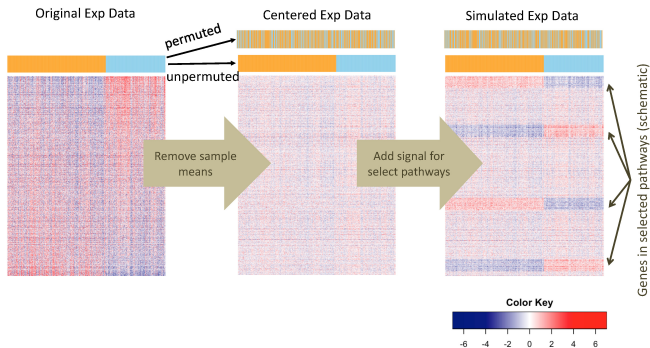 Original Exp Data
Centered Exp Data
Simulated Exp Data
permuted
unpermuted
Remove sample
means
Add signal for
select pathways
Genes in selected pathways (schematic)
Color Key
-6 -4 -2 0 2 4 6